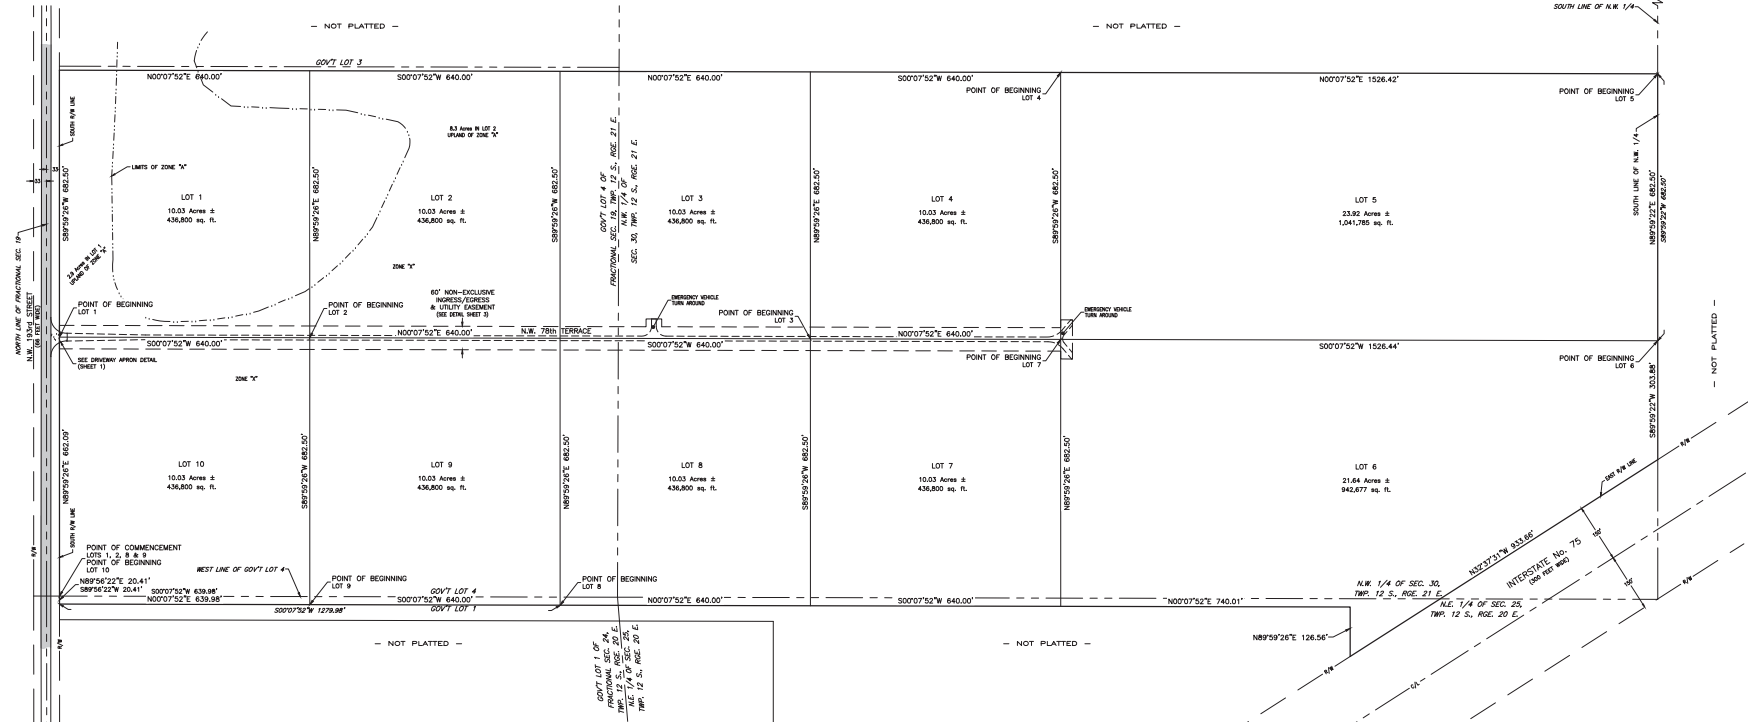 - NOT PLATTED -
- NOT PLATTED -
SOUTH LINE OF N.W. 1/4
GOV'T LOT 3
N00°07'52"E 640.00'
S00°07'52"W 640.00'
N00°07'52"E 640.00'
S00°07'52"W 640.00'
N00°07'52"E 1526.42'
POINT OF BEGINNING
LOT 4
POINT OF BEGINNING
LOT 5
SOUTH R/W LINE
8.3 Acres IN LOT 2
UPLAND OF ZONE "A"
LIMITS OF ZONE "A"
33
33
S89°59'26"W 682.50'
N89°59'26"E 682.50'
S89°59'26"W 682.50'
GOV'T LOT 4 OF
FRACTIONAL SEC. 19, TWP. 12 S., RGE. 21 E.
N.W. 1/4 OF
SEC. 30, TWP. 12 S., RGE. 21 E.
N89°59'26"E 682.50'
S89°59'26"W 682.50'
SOUTH LINE OF N.W. 1/4
N89°59'22"E 682.50'
S89°59'22"W 682.50'
LOT 1
10.03 Acres ±
436,800 sq. ft.
LOT 2
10.03 Acres ±
436,800 sq. ft.
LOT 3
10.03 Acres ±
436,800 sq. ft.
LOT 4
10.03 Acres ±
436,800 sq. ft.
LOT 5
23.92 Acres ±
1,041,785 sq. ft.
NORTH LINE OF FRACTIONAL SEC. 19
N.W. 193rd STREET
(66 FEET WIDE)
2.9 Acres IN LOT 1
UPLAND OF ZONE "A"
ZONE "X"
POINT OF BEGINNING
LOT 1
POINT OF BEGINNING
LOT 2
60' NON-EXCLUSIVE
INGRESS/EGRESS
& UTILITY EASEMENT
(SEE DETAIL SHEET 3)
EMERGENCY VEHICLE
TURN AROUND
POINT OF BEGINNING
LOT 3
EMERGENCY VEHICLE
TURN AROUND
N00°07'52"E 640.00'
S00°07'52"W 640.00'
N00°07'52"E 640.00'
N.W. 78th TERRACE
S00°07'52"W 640.00'
N00°07'52"E 640.00'
S00°07'52"W 1526.44'
SEE DRIVEWAY APRON DETAIL
(SHEET 1)
POINT OF BEGINNING
LOT 7
POINT OF BEGINNING
LOT 6
- NOT PLATTED -
ZONE "X"
N89°59'26"E 662.09'
S89°59'26"W 682.50'
N89°59'26"E 682.50'
S89°59'26"W 682.50'
N89°59'26"E 682.50'
S89°59'22"W 303.88'
LOT 10
10.03 Acres ±
436,800 sq. ft.
LOT 9
10.03 Acres ±
436,800 sq. ft.
LOT 8
10.03 Acres ±
436,800 sq. ft.
LOT 7
10.03 Acres ±
436,800 sq. ft.
LOT 6
21.64 Acres ±
942,677 sq. ft.
R/W
EAST R/W LINE
SOUTH R/W LINE
R/W
POINT OF COMMENCEMENT
LOTS 1, 2, 8 & 9
POINT OF BEGINNING
LOT 10
N89°56'22"E 20.41'
S89°56'22"W 20.41'
WEST LINE OF GOV'T LOT 4
POINT OF BEGINNING
LOT 9
POINT OF BEGINNING
LOT 8
S00°07'52"W 639.98'
N00°07'52"E 639.98'
GOV'T LOT 4
S00°07'52"W 640.00'
GOV'T LOT 1
S00°07'52"W 1279.98'
N00°07'52"E 640.00'
S00°07'52"W 640.00'
N00°07'52"E 740.01'
N32°37'31"W 933.66'
INTERSTATE No. 75
(300 FEET WIDE)
150'
150'
R/W
N.W. 1/4 OF SEC. 30,
TWP. 12 S., RGE. 21 E.
N.E. 1/4 OF SEC. 25,
TWP. 12 S., RGE. 20 E.
N89°59'26"E 126.56'
- NOT PLATTED -
- NOT PLATTED -
R/W
GOV'T LOT 1 OF
FRACTIONAL SEC. 24,
TWP. 12 S., RGE. 20 E.
N.E. 1/4 OF SEC. 25,
TWP. 12 S., RGE. 20 E.
R/W
C/L